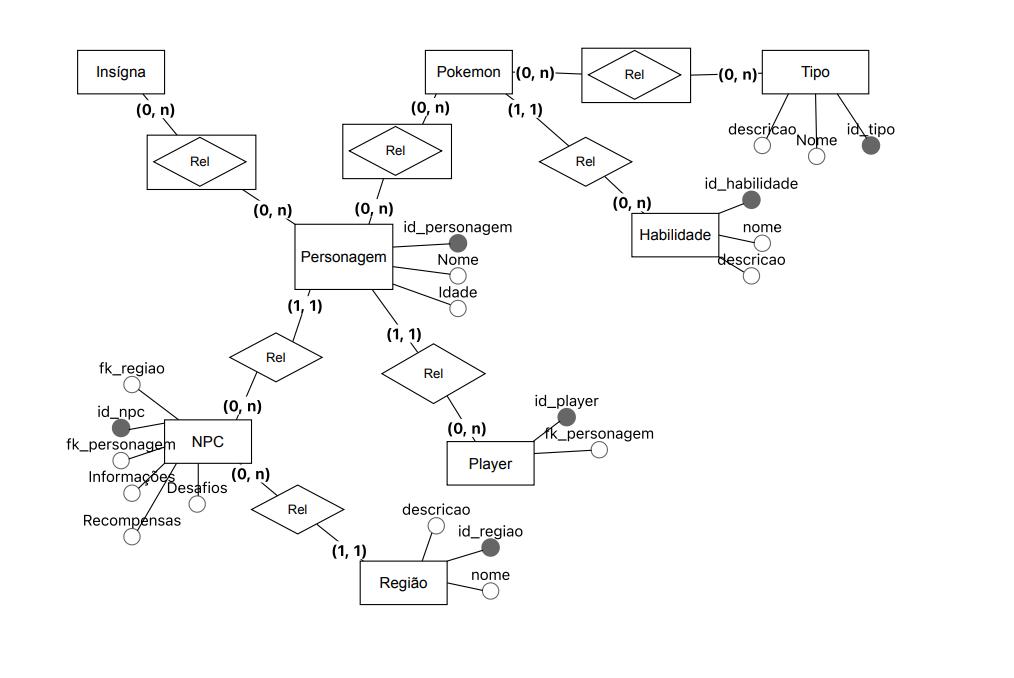 Insígna
Pokemon
(0, n)
Rel
(0, n)
Tipo
(0, n)
(0, n)
(1, 1)
descricao
Nome
id_tipo
Rel
Rel
Rel
id_habilidade
(0, n)
(0, n)
(0, n)
nome
Habilidade
descricao
id_personagem
Personagem
Nome
Idade
(1, 1)
(1, 1)
Rel
Rel
fk_regiao
(0, n)
id_npc
id_player
(0, n)
fk_personagem
fk_personagem
NPC
Player
Informações
(0, n)
Desafios
Recompensas
Rel
descricao
id_regiao
(1, 1)
Região
nome